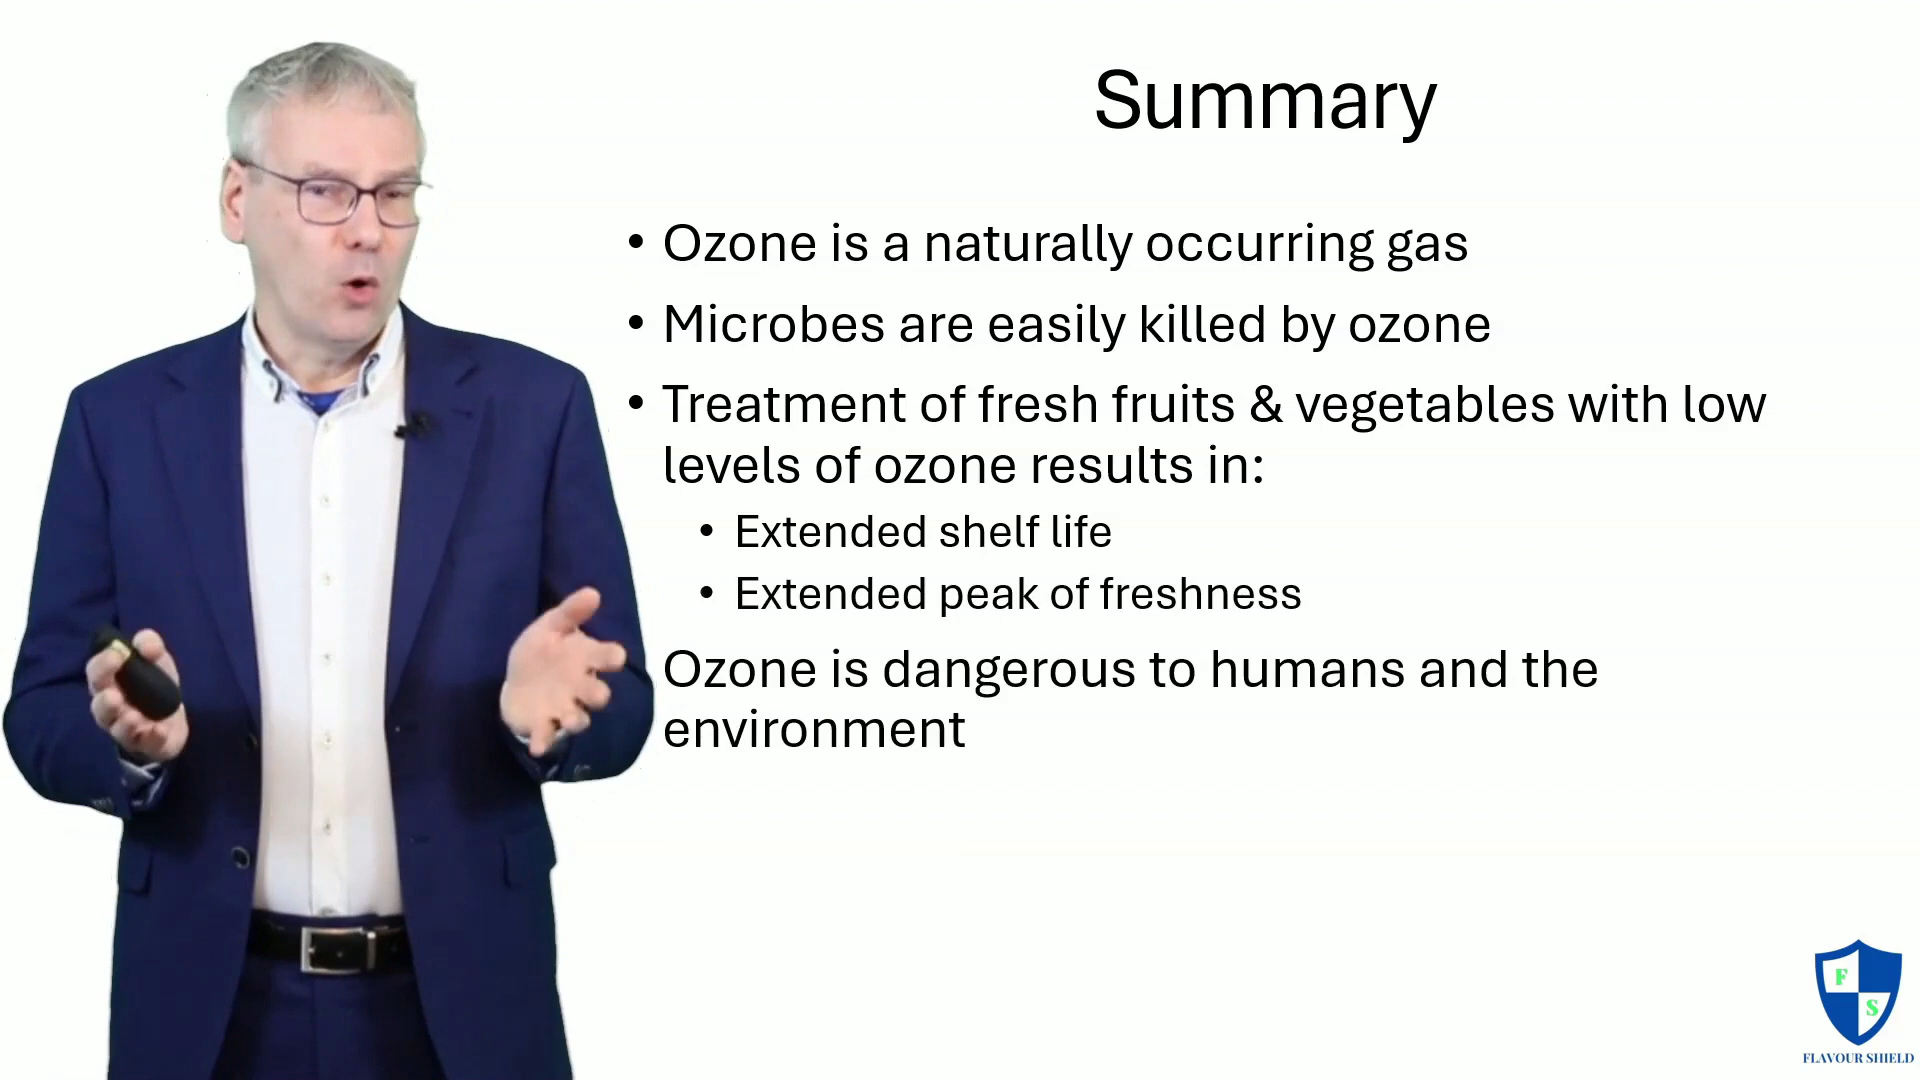 Summary
• Ozone is a naturally occurring gas
• Microbes are easily killed by ozone
• Treatment of fresh fruits & vegetables with low
levels of ozone results in:
• Extended shelf life
• Extended peak of freshness
Ozone is dangerous to humans and the
environment
F
S
FLAVOUR SHIELD